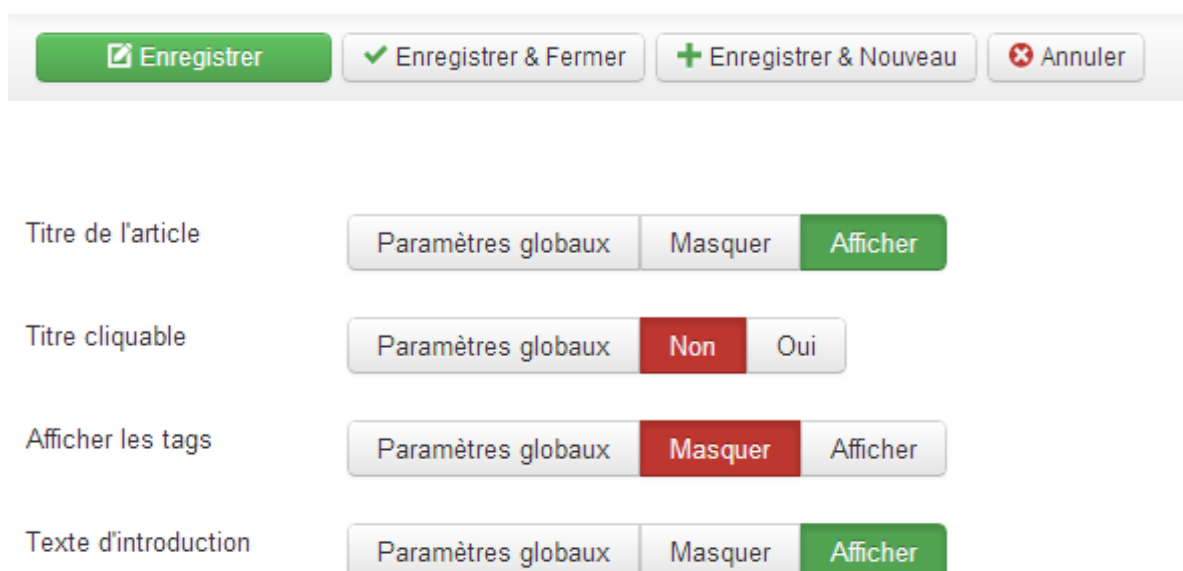 Enregistrer Enregistrer & Fermer Enregistrer & Nouveau Annuler
Titre de l'article Paramètres globaux Masquer Afficher
Titre cliquable Paramètres globaux Non Oui
Afficher les tags Paramètres globaux Masquer Afficher
Texte d'introduction Paramètres globaux Masquer Afficher